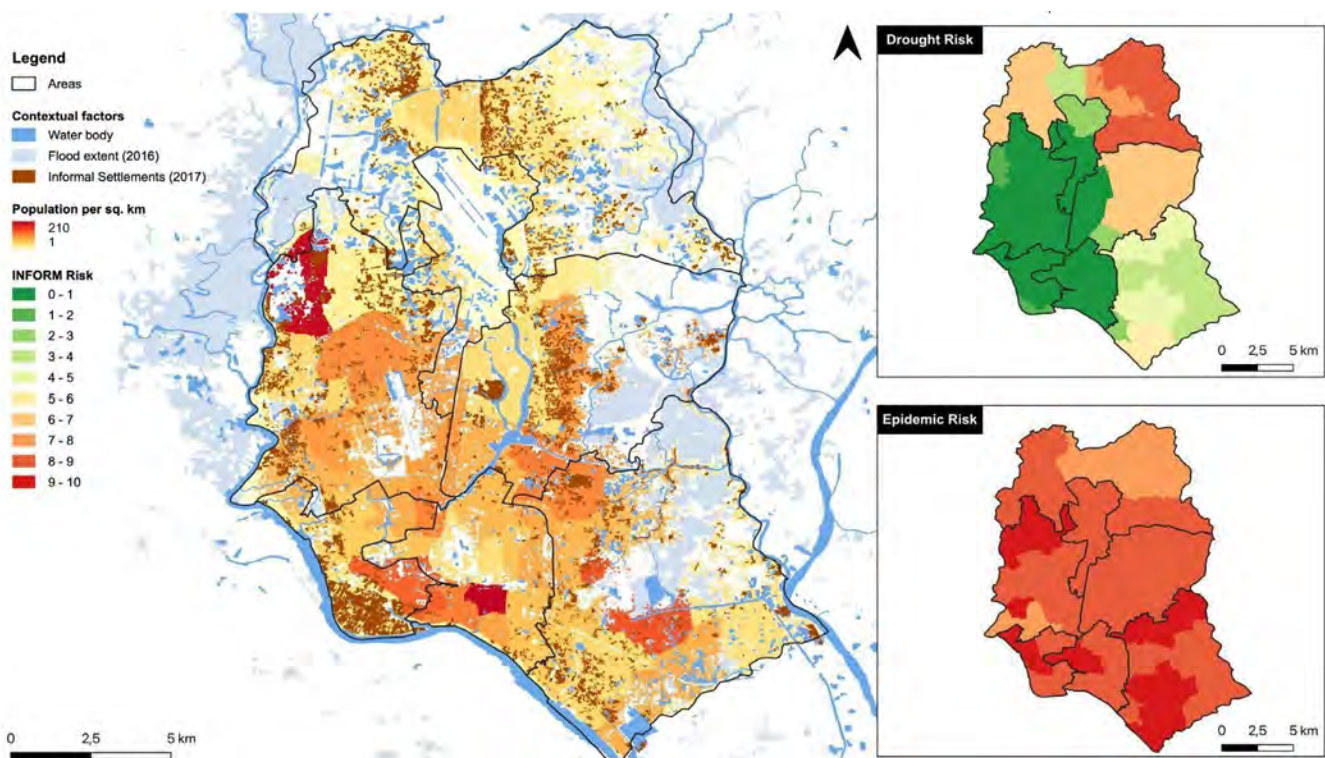 Legend
Areas
Contextual factors
Water body
Flood extent (2016)
Informal Settlements (2017)
Population per sq. km
210
1
INFORM Risk
0 - 1
1 - 2
2 - 3
3 - 4
4 - 5
5 - 6
6 - 7
7 - 8
8 - 9
9 - 10
0 2,5 5 km
Drought Risk
0 2,5 5 km
Epidemic Risk
0 2,5 5 km